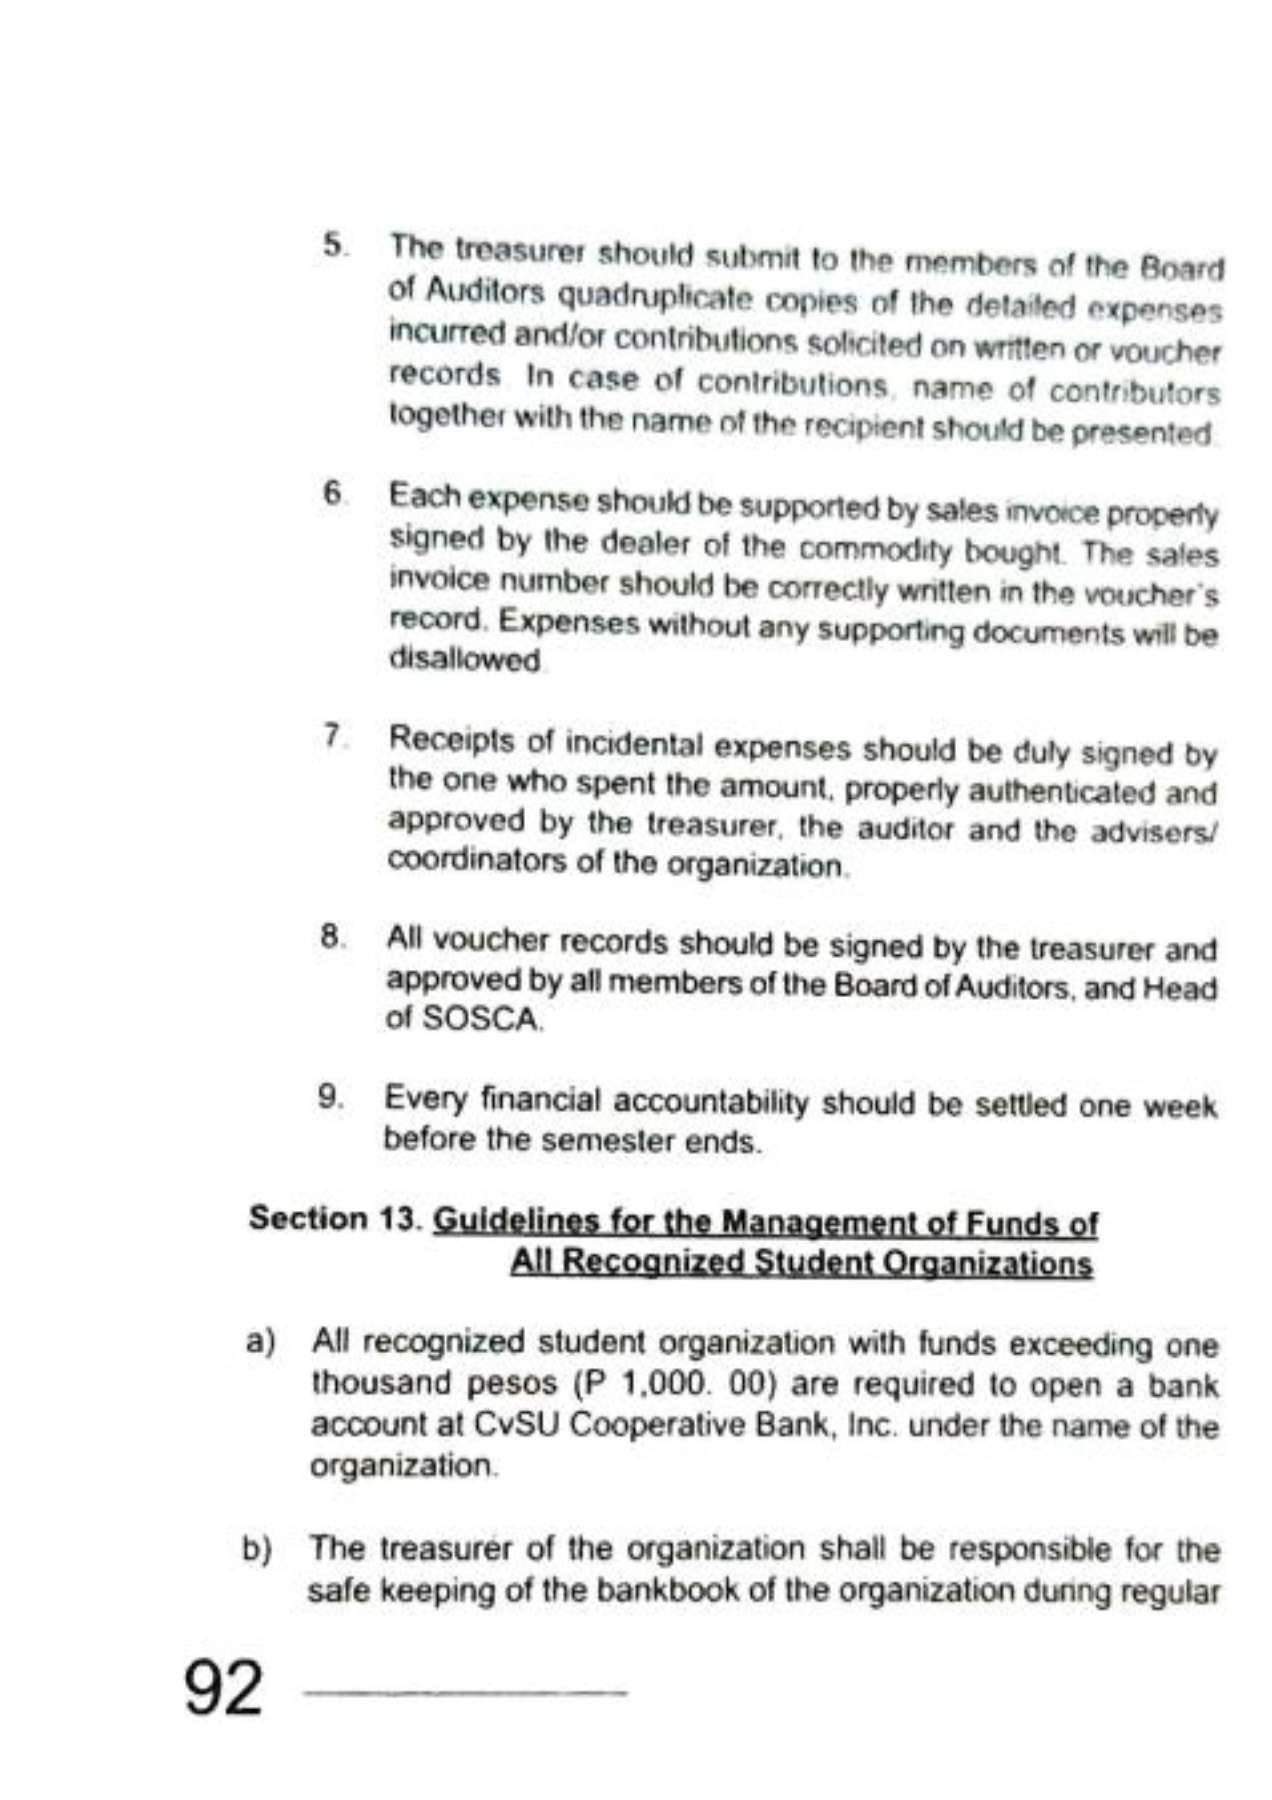 5. The treasurer should submit to the members of the Board
of Auditors quadruplicate copies of the detailed expenses
incurred and/or contributions solicited on written or voucher
records. In case of contributions, name of contributors
together with the name of the recipient should be presented.
6. Each expense should be supported by sales invoice properly
signed by the dealer of the commodity bought. The sales
invoice number should be correctly written in the voucher's
record. Expenses without any supporting documents will be
disallowed.
7. Receipts of incidental expenses should be duly signed by
the one who spent the amount, properly authenticated and
approved by the treasurer, the auditor and the advisers/
coordinators of the organization.
8. All voucher records should be signed by the treasurer and
approved by all members of the Board of Auditors, and Head
of SOSCA.
9. Every financial accountability should be settled one week
before the semester ends.
Section 13. Guidelines for the Management of Funds of
All Recognized Student Organizations
a) All recognized student organization with funds exceeding one
thousand pesos (P 1,000. 00) are required to open a bank
account at CvSU Cooperative Bank, Inc. under the name of the
organization.
b) The treasurer of the organization shall be responsible for the
safe keeping of the bankbook of the organization during regular
92